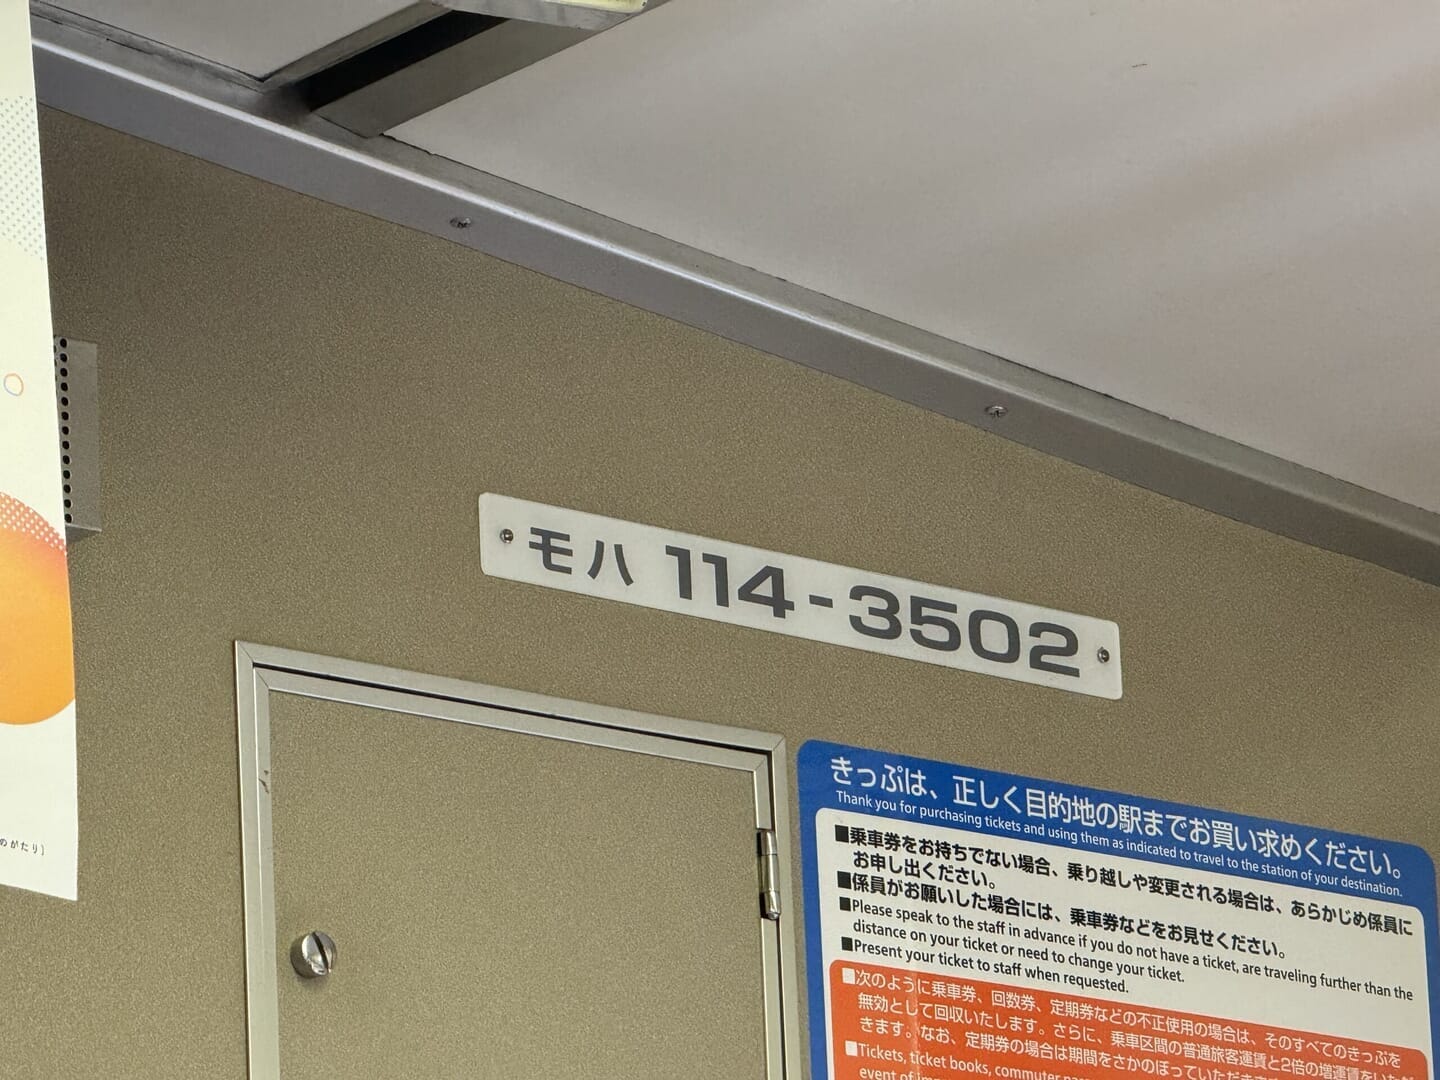 モハ 114-3502
きっぷは、正しく目的地の駅までお買い求めください。
Thank you for purchasing tickets and using them as indicated to travel to the station of your destination.
■乗車券をお持ちでない場合、乗り越しや変更される場合は、あらかじめ係員に
お申し出ください。
■係員がお願いした場合には、乗車券などをお見せください。
■Please speak to the staff in advance if you do not have a ticket, are traveling further than the
distance on your ticket or need to change your ticket.
■Present your ticket to staff when requested.
■次のように乗車券、回数券、定期券などの不正使用の場合は、そのすべてのきっぷを
無効として回収いたします。さらに、乗車区間の普通旅客運賃と2倍の増運賃をいただ
きます。なお、定期券の場合は期間をさかのぼっていただきます
■Tickets, ticket books, commuter
event of
のがたり]